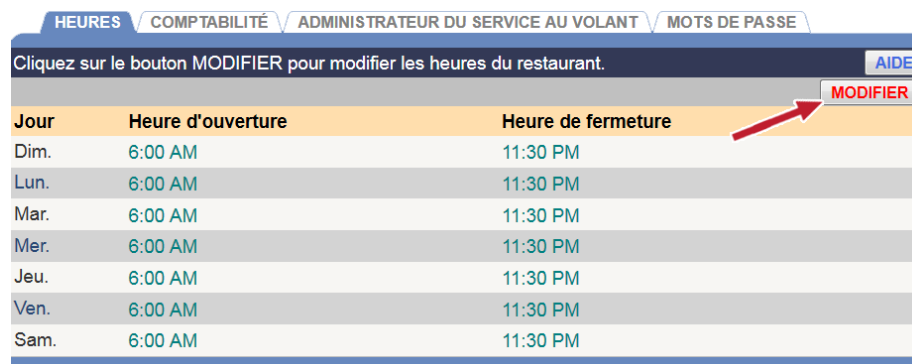 HEURES COMPTABILITÉ ADMINISTRATEUR DU SERVICE AU VOLANT MOTS DE PASSE
Cliquez sur le bouton MODIFIER pour modifier les heures du restaurant. AIDE
MODIFIER
Jour Heure d'ouverture Heure de fermeture
Dim. 6:00 AM 11:30 PM
Lun. 6:00 AM 11:30 PM
Mar. 6:00 AM 11:30 PM
Mer. 6:00 AM 11:30 PM
Jeu. 6:00 AM 11:30 PM
Ven. 6:00 AM 11:30 PM
Sam. 6:00 AM 11:30 PM